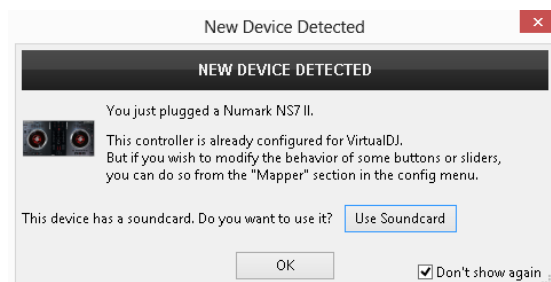 New Device Detected
NEW DEVICE DETECTED
You just plugged a Numark NS7 II.
This controller is already configured for VirtualDJ.
But if you wish to modify the behavior of some buttons or sliders,
you can do so from the "Mapper" section in the config menu.
This device has a soundcard. Do you want to use it? Use Soundcard
OK
Don't show again